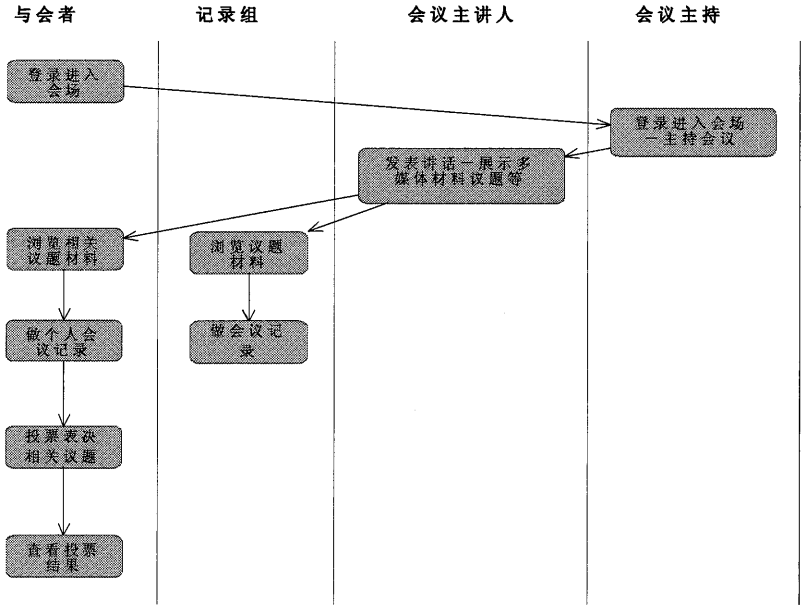 与会者 记录组 会议主讲人 会议主持
登录进入
会场
登录进入会场
－主持会议
发表讲话－展示多
媒体材料议题等
浏览相关
议题材料
浏览议题
材料
做个人会
议记录
做会议记
录
投票表决
相关议题
查看投票
结果